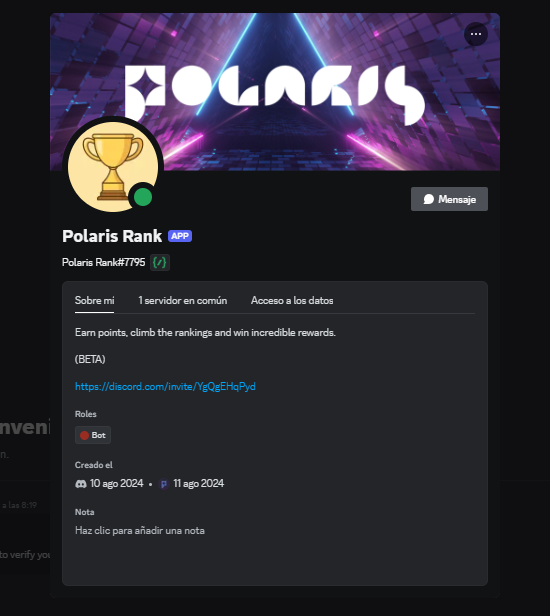 POLARIS
Mensaje
Polaris Rank APP
Polaris Rank#7795
Sobre mí 1 servidor en común Acceso a los datos
Earn points, climb the rankings and win incredible rewards.
(BETA)
https://discord.com/invite/YgQgEHqPyd
Roles
Bot
nveni
Creado el
n.
10 ago 2024 • 11 ago 2024
a las 8:19
Nota
Haz clic para añadir una nota
to verify you